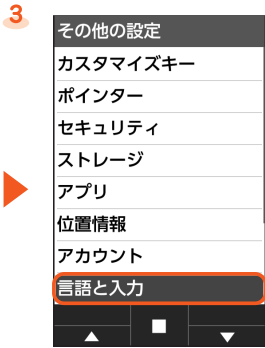 3
その他の設定
カスタマイズキー
ポインター
セキュリティ
ストレージ
アプリ
位置情報
アカウント
言語と入力